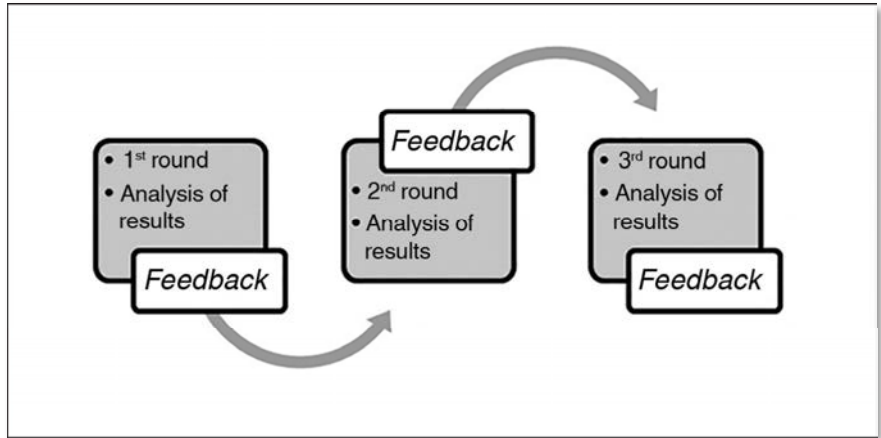 • 1st round
• Analysis of
results
Feedback
Feedback
• 2nd round
• Analysis of
results
• 3rd round
• Analysis of
results
Feedback